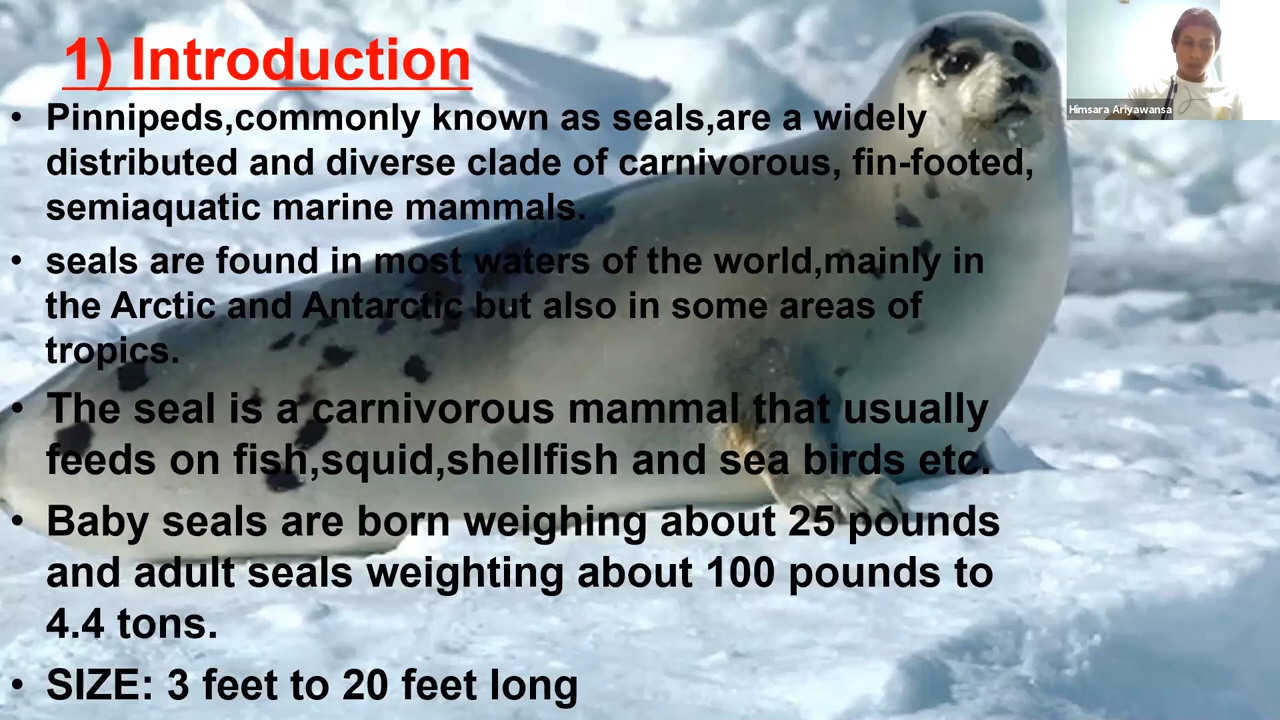 1) Introduction
Himsara Ariyawansa
• Pinnipeds,commonly known as seals,are a widely
distributed and diverse clade of carnivorous, fin-footed,
semiaquatic marine mammals.
• seals are found in most waters of the world,mainly in
the Arctic and Antarctic but also in some areas of
tropics.
• The seal is a carnivorous mammal that usually
feeds on fish,squid,shellfish and sea birds etc.
• Baby seals are born weighing about 25 pounds
and adult seals weighting about 100 pounds to
4.4 tons.
• SIZE: 3 feet to 20 feet long